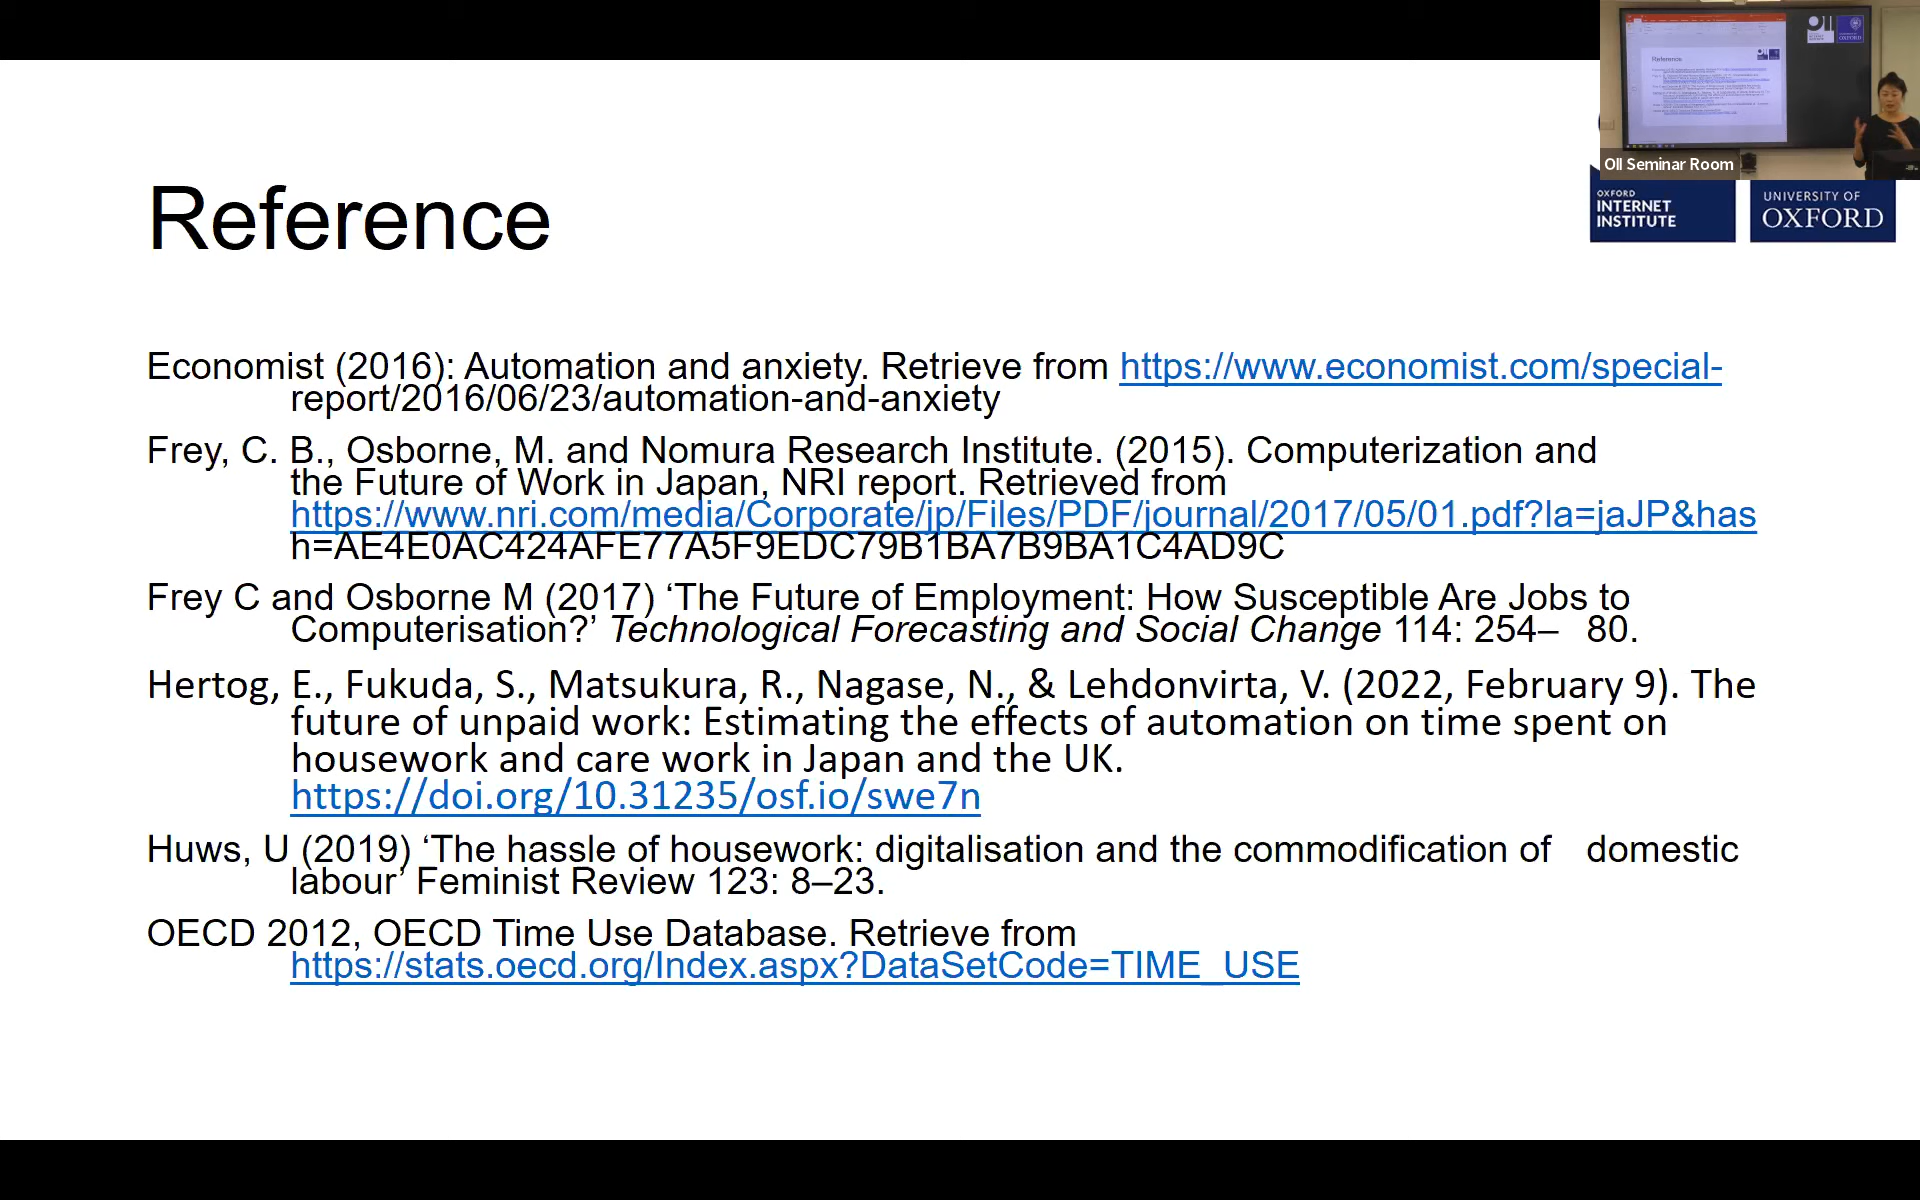 OII Seminar Room
OXFORD
INTERNET
INSTITUTE
UNIVERSITY OF
OXFORD
Reference
Economist (2016): Automation and anxiety. Retrieve from https://www.economist.com/special-
report/2016/06/23/automation-and-anxiety
Frey, C. B., Osborne, M. and Nomura Research Institute. (2015). Computerization and
the Future of Work in Japan, NRI report. Retrieved from
https://www.nri.com/media/Corporate/jp/Files/PDF/journal/2017/05/01.pdf?la=jaJP&has
h=AE4E0AC424AFE77A5F9EDC79B1BA7B9BA1C4AD9C
Frey C and Osborne M (2017) ‘The Future of Employment: How Susceptible Are Jobs to
Computerisation?’ Technological Forecasting and Social Change 114: 254– 80.
Hertog, E., Fukuda, S., Matsukura, R., Nagase, N., & Lehdonvirta, V. (2022, February 9). The
future of unpaid work: Estimating the effects of automation on time spent on
housework and care work in Japan and the UK.
https://doi.org/10.31235/osf.io/swe7n
Huws, U (2019) ‘The hassle of housework: digitalisation and the commodification of domestic
labour’ Feminist Review 123: 8–23.
OECD 2012, OECD Time Use Database. Retrieve from
https://stats.oecd.org/Index.aspx?DataSetCode=TIME_USE